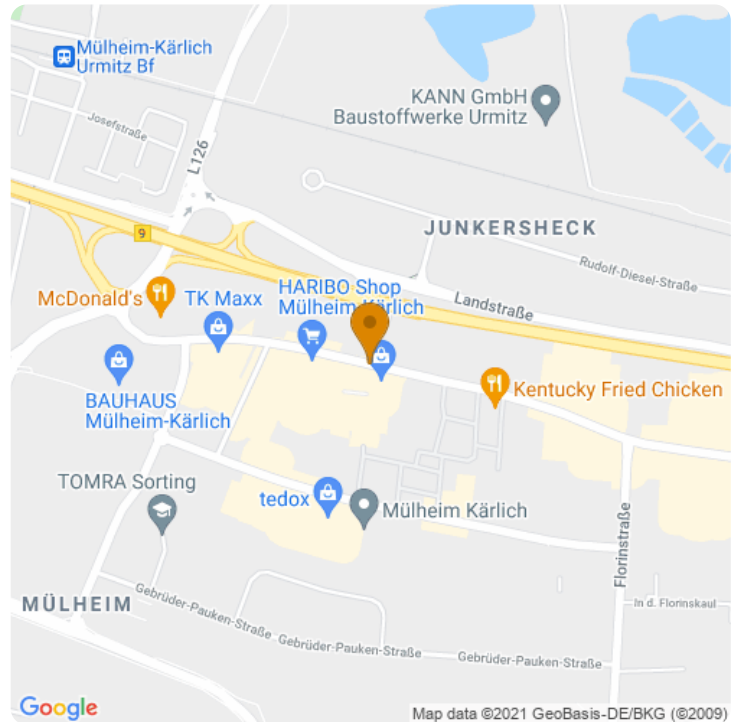 Mülheim-Kärlich
Urmitz Bf
KANN GmbH
Baustoffwerke Urmitz
Josefstraße
L126
JUNKERSHECK
9
Rudolf-Diesel-Straße
HARIBO Shop
Mülheim-Kärlich
McDonald's
TK Maxx
Landstraße
BAUHAUS
Mülheim-Kärlich
Kentucky Fried Chicken
TOMRA Sorting
tedox
Mülheim Kärlich
Florinstraße
MÜLHEIM
Gebrüder-Pauken-Straße
Gebrüder-Pauken-Straße
Gebrüder-Pauken-Straße
In d. Florinskaul
Google
Map data ©2021 GeoBasis-DE/BKG (©2009)